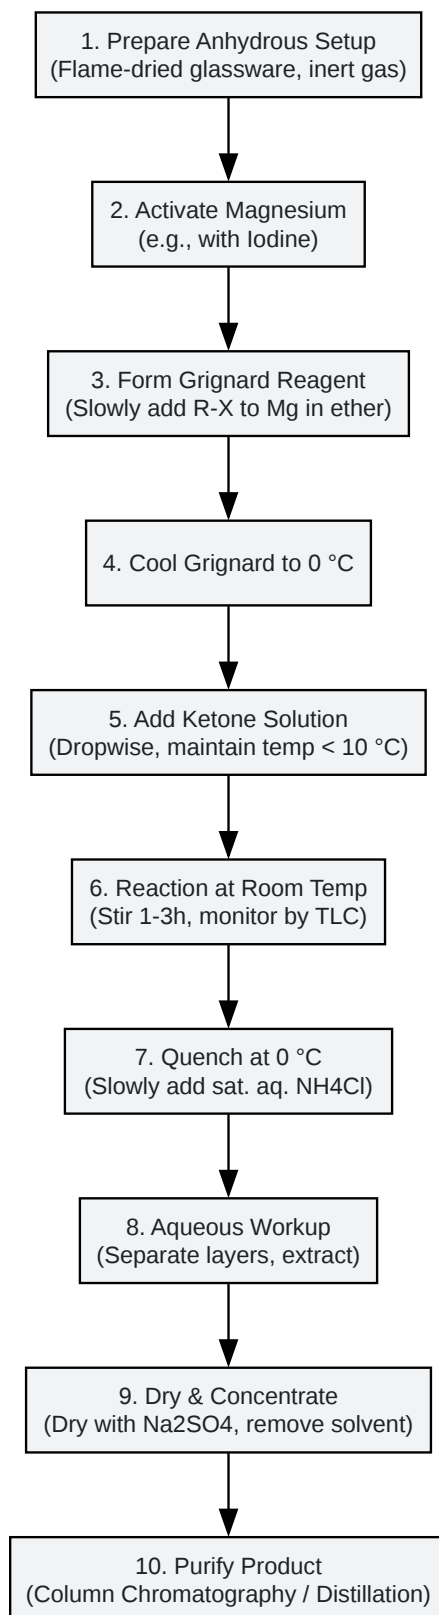 1. Prepare Anhydrous Setup
(Flame-dried glassware, inert gas)
2. Activate Magnesium
(e.g., with Iodine)
3. Form Grignard Reagent
(Slowly add R-X to Mg in ether)
4. Cool Grignard to 0 °C
5. Add Ketone Solution
(Dropwise, maintain temp < 10 °C)
6. Reaction at Room Temp
(Stir 1-3h, monitor by TLC)
7. Quench at 0 °C
(Slowly add sat. aq. NH4Cl)
8. Aqueous Workup
(Separate layers, extract)
9. Dry & Concentrate
(Dry with Na2SO4, remove solvent)
10. Purify Product
(Column Chromatography / Distillation)